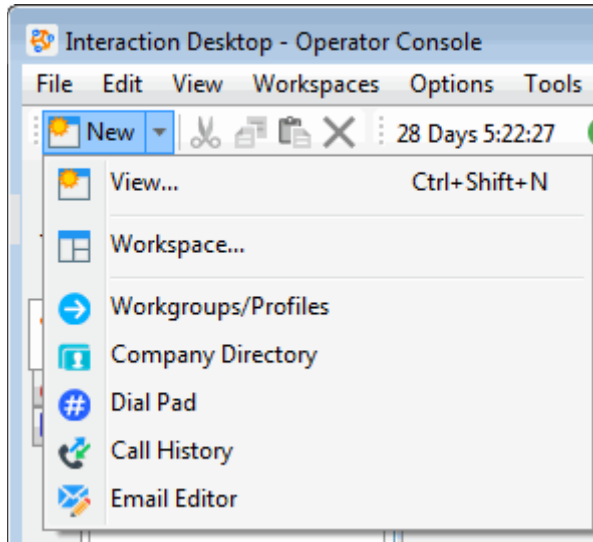 Interaction Desktop - Operator Console
File Edit View Workspaces Options Tools
New 28 Days 5:22:27
View... Ctrl+Shift+N
Workspace...
Workgroups/Profiles
Company Directory
# Dial Pad
Call History
Email Editor